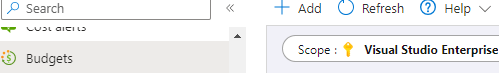 Search
Cost alerts
Budgets
+ Add Refresh ? Help
Scope : Visual Studio Enterprise